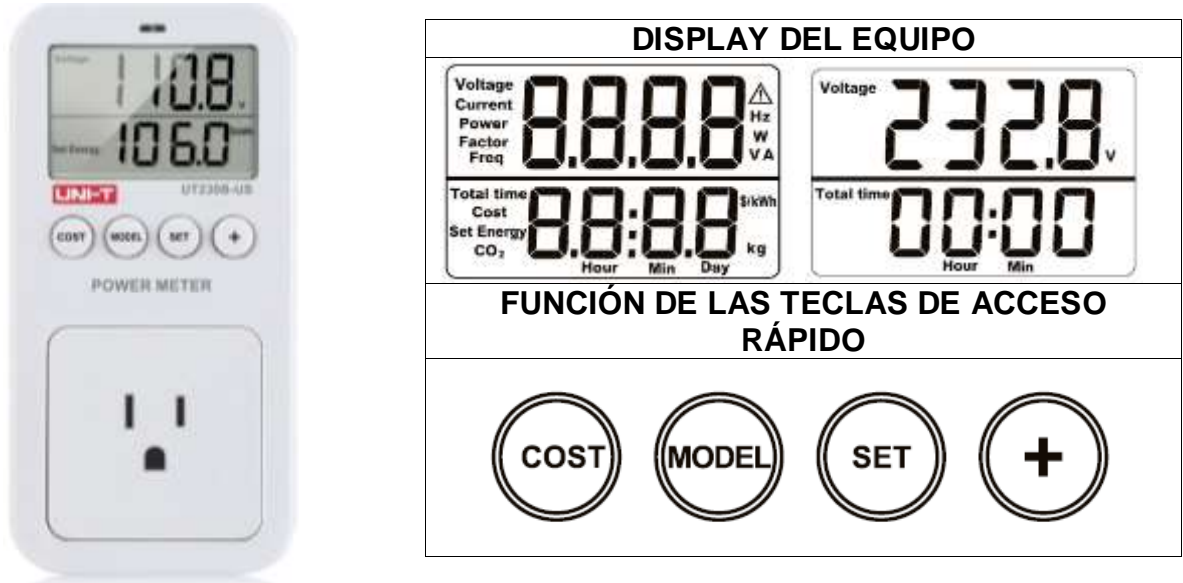 Voltage
110.8 V
Set Energy
106.0
UNI-T
UT230B-US
COST
MODEL
SET
+
POWER METER
DISPLAY DEL EQUIPO
Voltage
Current
Power
Factor
Freq
8.8.8.8
Hz
W
V A
Total time
Cost
Set Energy
CO₂
8.8:8.8
$/kWh
kg
Hour Min Day
Voltage
232.8 V
Total time
00:00
Hour Min
FUNCIÓN DE LAS TECLAS DE ACCESO
RÁPIDO
COST
MODEL
SET
+